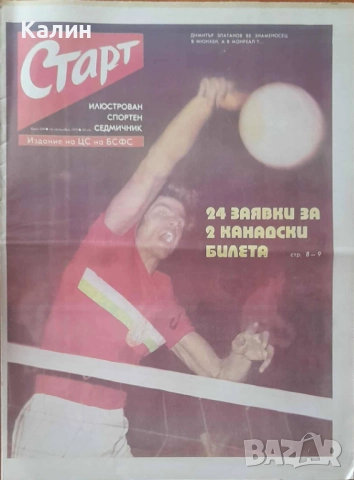 Калин
Старт
ДИМИТЪР ЗЛАТАНОВ БЕ ЗНАМЕНОСЕЦ
В МЮНХЕН, А В МОНРЕАЛ ?...
ИЛЮСТРОВАН
СПОРТЕН
СЕДМИЧНИК
Издание на ЦС на БСФС
24 ЗАЯВКИ ЗА
2 КАНАДСКИ
БИЛЕТА
стр. 8—9
BAZAR.BG